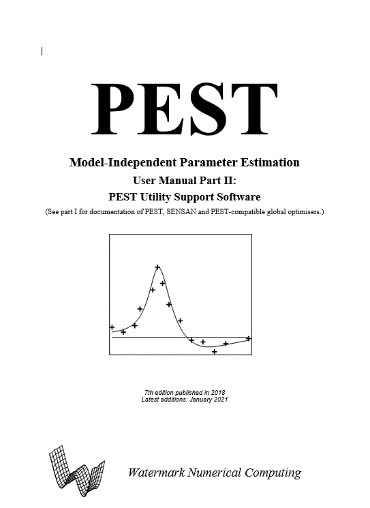 PEST
Model-Independent Parameter Estimation
User Manual Part II:
PEST Utility Support Software
(See part I for documentation of PEST, SENSAN and PEST-compatible global optimisers.)
7th edition published in 2018
Latest additions: January 2021
Watermark Numerical Computing